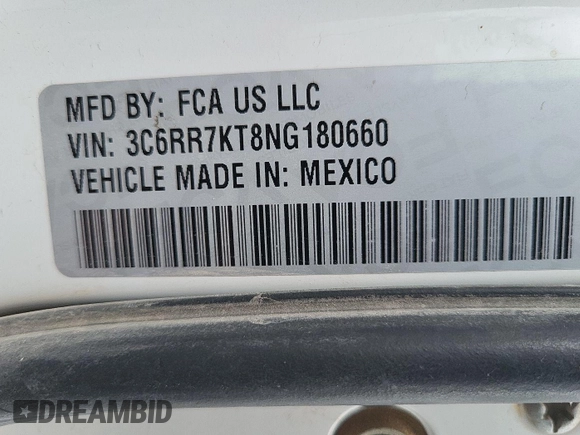 MFD BY: FCA US LLC
VIN: 3C6RR7KT8NG180660
VEHICLE MADE IN: MEXICO
DREAMBID